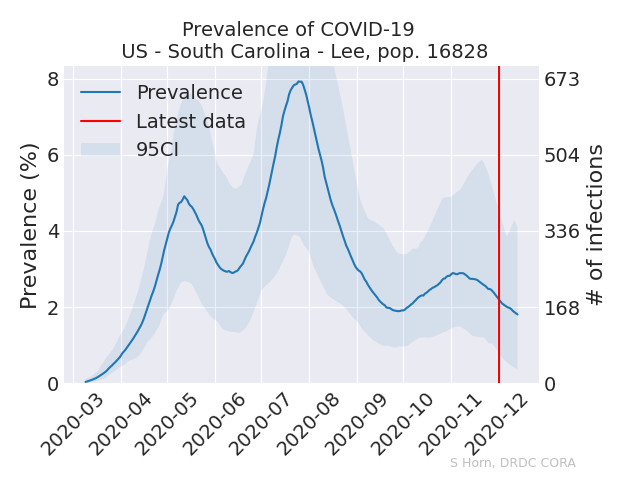 Prevalence of COVID-19
US - South Carolina - Lee, pop. 16828
Prevalence
Latest data
95CI
Prevalence (%)
8
6
4
2
0
673
504
336
168
0
# of infections
2020-03
2020-04
2020-05
2020-06
2020-07
2020-08
2020-09
2020-10
2020-11
2020-12
S Horn, DRDC CORA